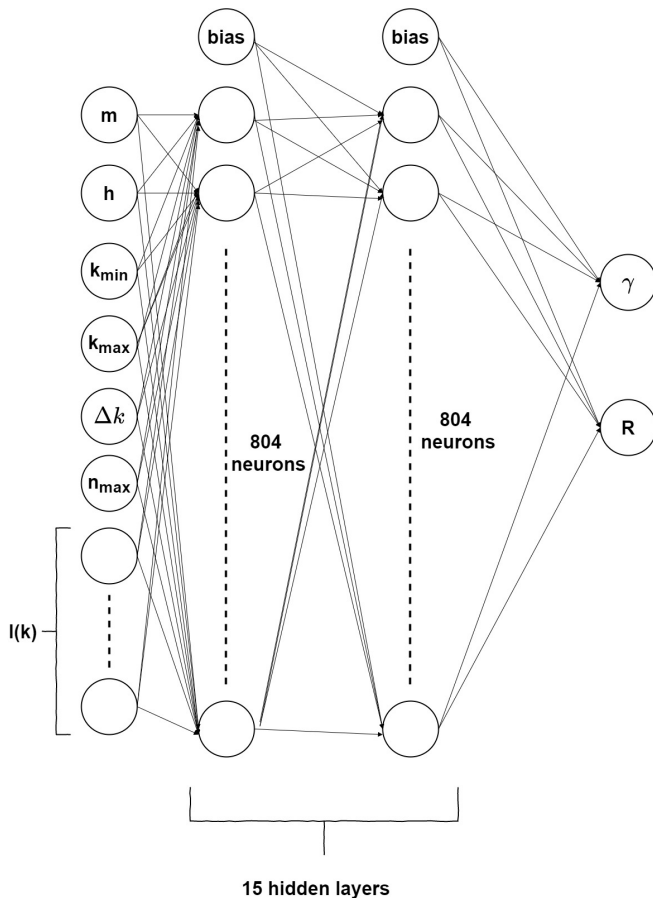 bias
bias
m
h
k_min
k_max
Δk
n_max
γ
R
804
neurons
804
neurons
I(k)
15 hidden layers